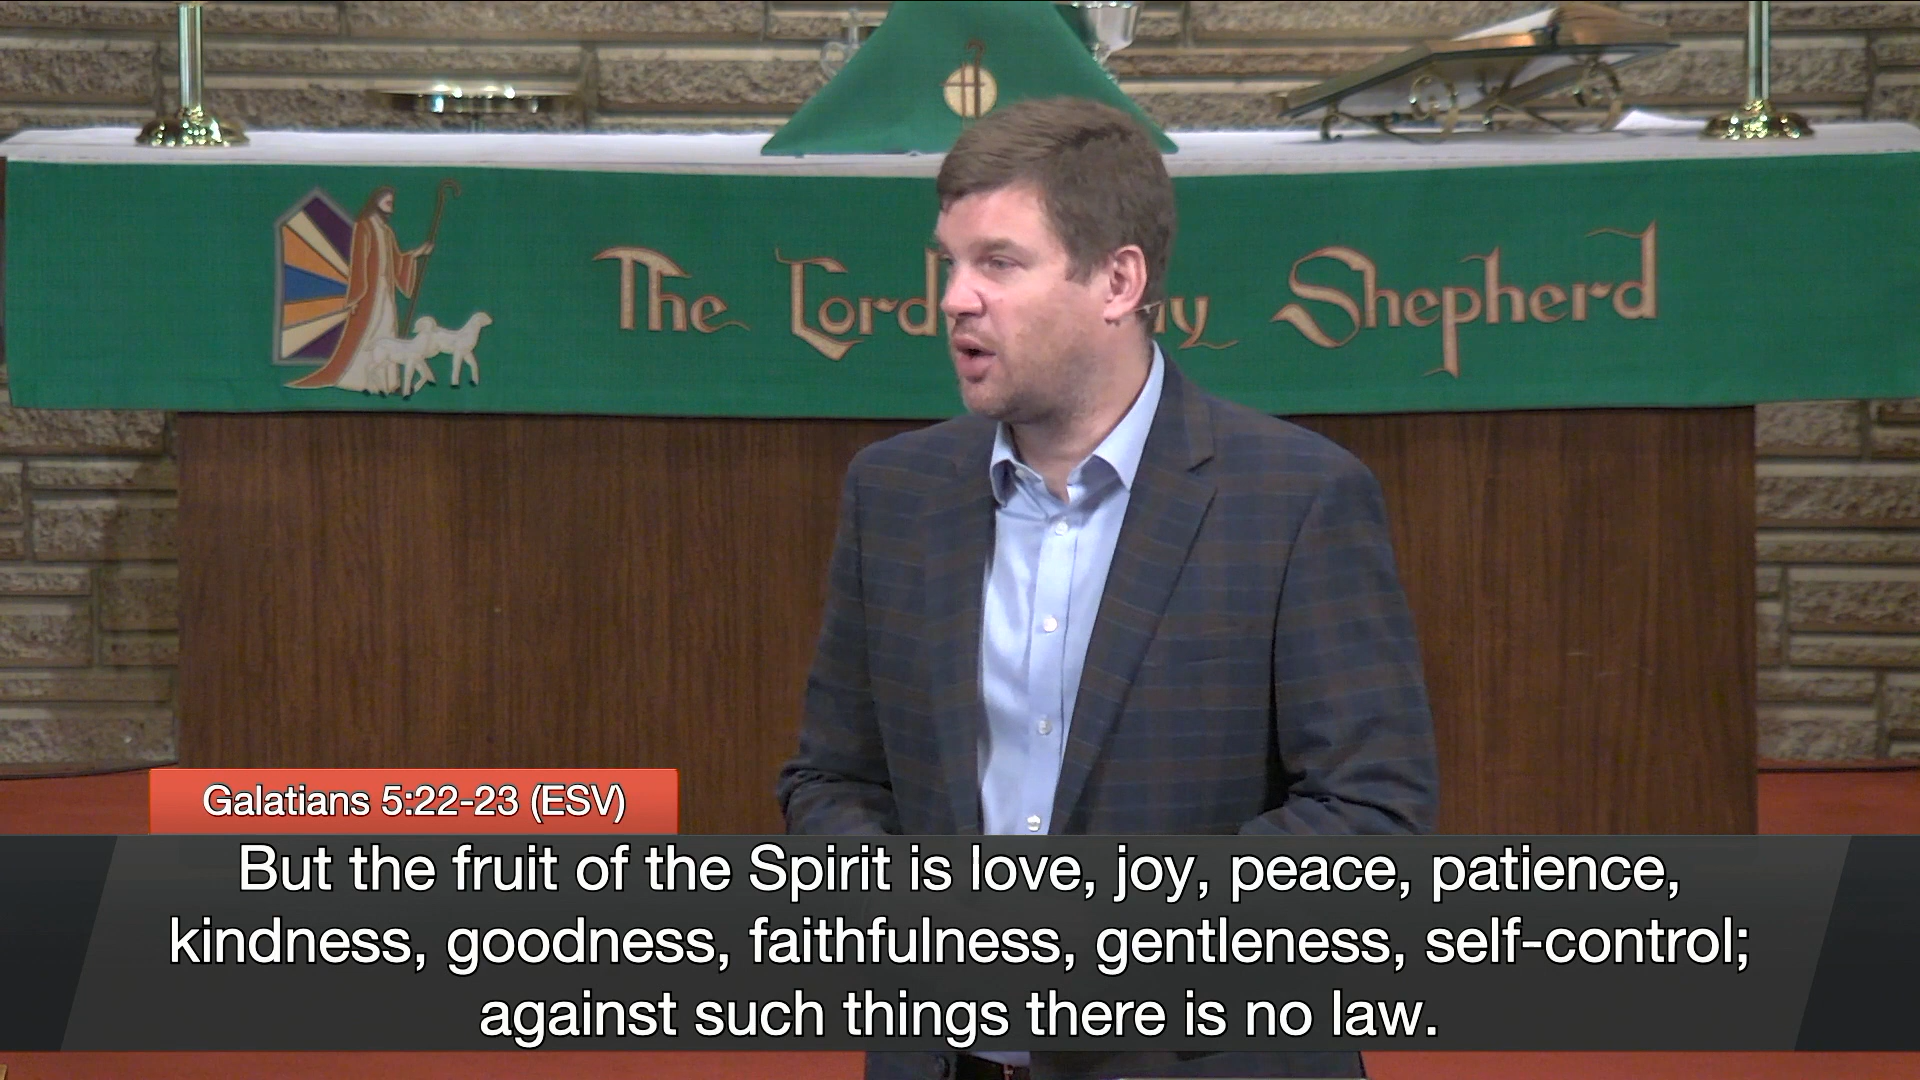 The Lord my Shepherd
Galatians 5:22-23 (ESV)
But the fruit of the Spirit is love, joy, peace, patience,
kindness, goodness, faithfulness, gentleness, self-control;
against such things there is no law.